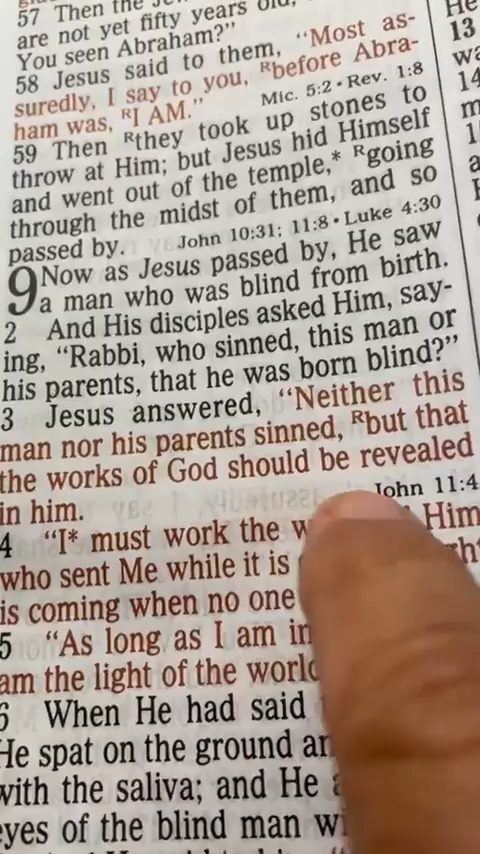 57 Then the
are not yet fifty years old,
You seen Abraham?"
58 Jesus said to them, "Most as-
suredly, I say to you, ᴿbefore Abra-
ham was, ᴿI AM."
Mic. 5:2 • Rev. 1:8
59 Then ᴿthey took up stones to
throw at Him; but Jesus hid Himself
and went out of the temple,* ᴿgoing
through the midst of them, and so
passed by.
John 10:31; 11:8 • Luke 4:30
9 Now as Jesus passed by, He saw
a man who was blind from birth.
2 And His disciples asked Him, say-
ing, "Rabbi, who sinned, this man or
his parents, that he was born blind?"
3 Jesus answered, "Neither this
man nor his parents sinned, ᴿbut that
the works of God should be revealed
in him.
John 11:4
4 "I* must work the w Him
who sent Me while it is
is coming when no one
5 "As long as I am in
am the light of the world
6 When He had said
He spat on the ground an
with the saliva; and He
eyes of the blind man wi
He
13
14